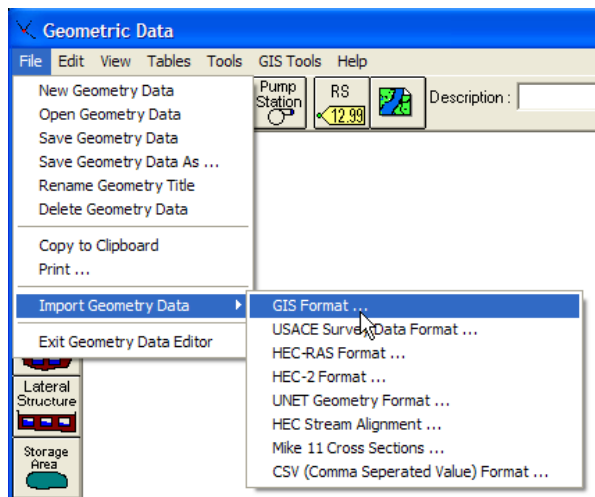 Geometric Data
File Edit View Tables Tools GIS Tools Help
New Geometry Data
Open Geometry Data
Save Geometry Data
Save Geometry Data As ...
Rename Geometry Title
Delete Geometry Data
Copy to Clipboard
Print ...
Import Geometry Data
Exit Geometry Data Editor
Pump
Station
RS
12.99
Description :
GIS Format ...
USACE Survey Data Format ...
HEC-RAS Format ...
HEC-2 Format ...
UNET Geometry Format ...
HEC Stream Alignment ...
Mike 11 Cross Sections ...
CSV (Comma Seperated Value) Format ...
Lateral
Structure
Storage
Area